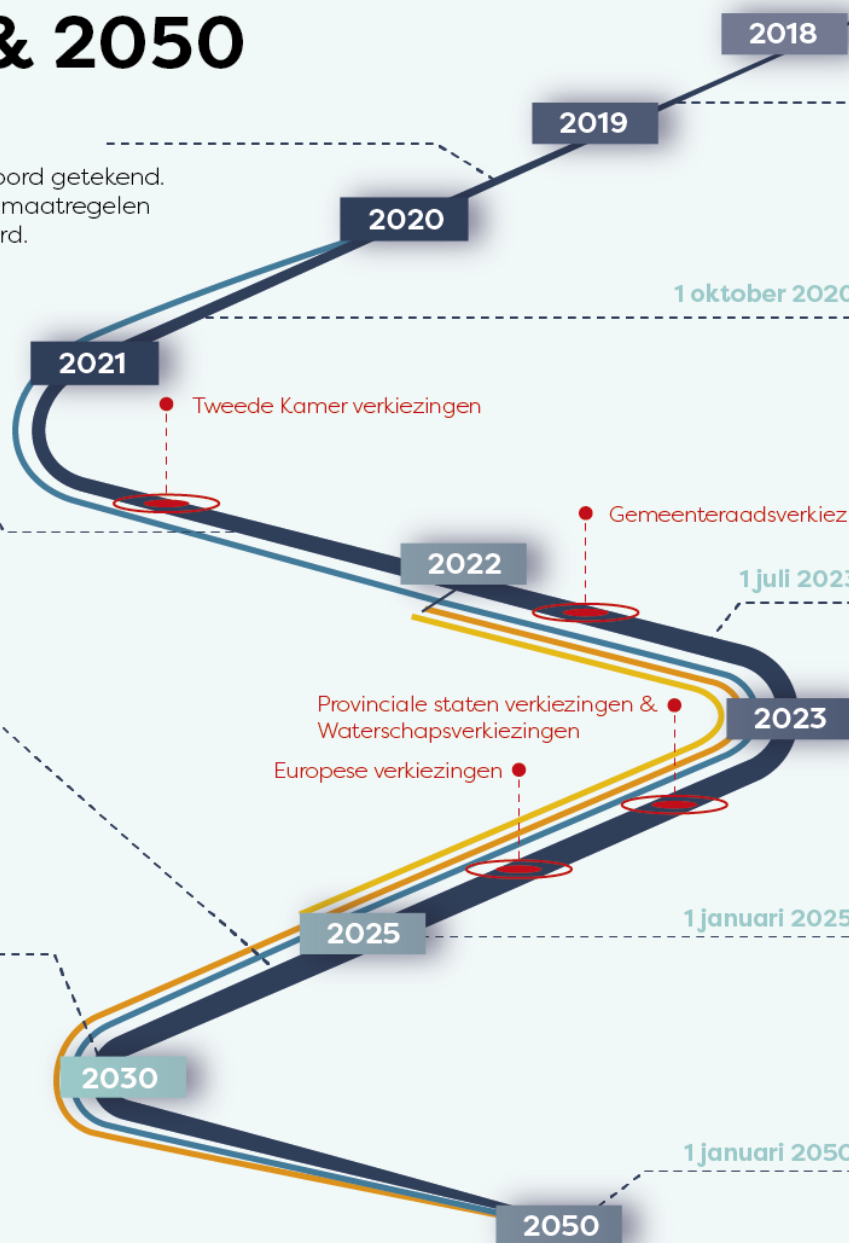 & 2050
2018
2019
oord getekend.
maatregelen
rd.
2020
1 oktober 2020
2021
Tweede Kamer verkiezingen
Gemeenteraadsverkiez
2022
1 juli 2023
Provinciale staten verkiezingen &
Waterschapsverkiezingen
2023
Europese verkiezingen
1 januari 2025
2025
2030
1 januari 2050
2050